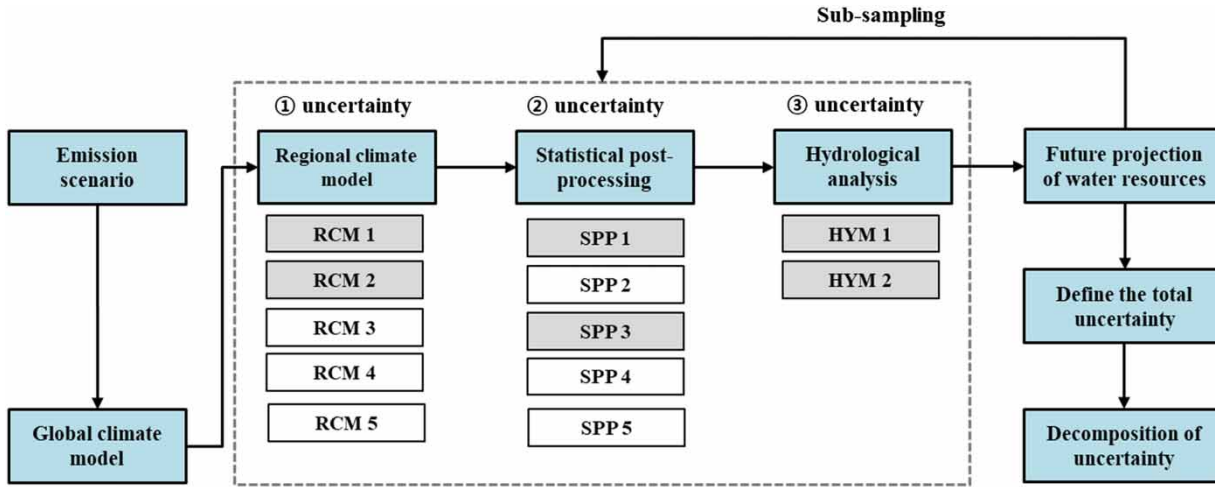 Sub-sampling
① uncertainty
② uncertainty
③ uncertainty
Emission
scenario
Global climate
model
Regional climate
model
RCM 1
RCM 2
RCM 3
RCM 4
RCM 5
Statistical post-
processing
SPP 1
SPP 2
SPP 3
SPP 4
SPP 5
Hydrological
analysis
HYM 1
HYM 2
Future projection
of water resources
Define the total
uncertainty
Decomposition of
uncertainty